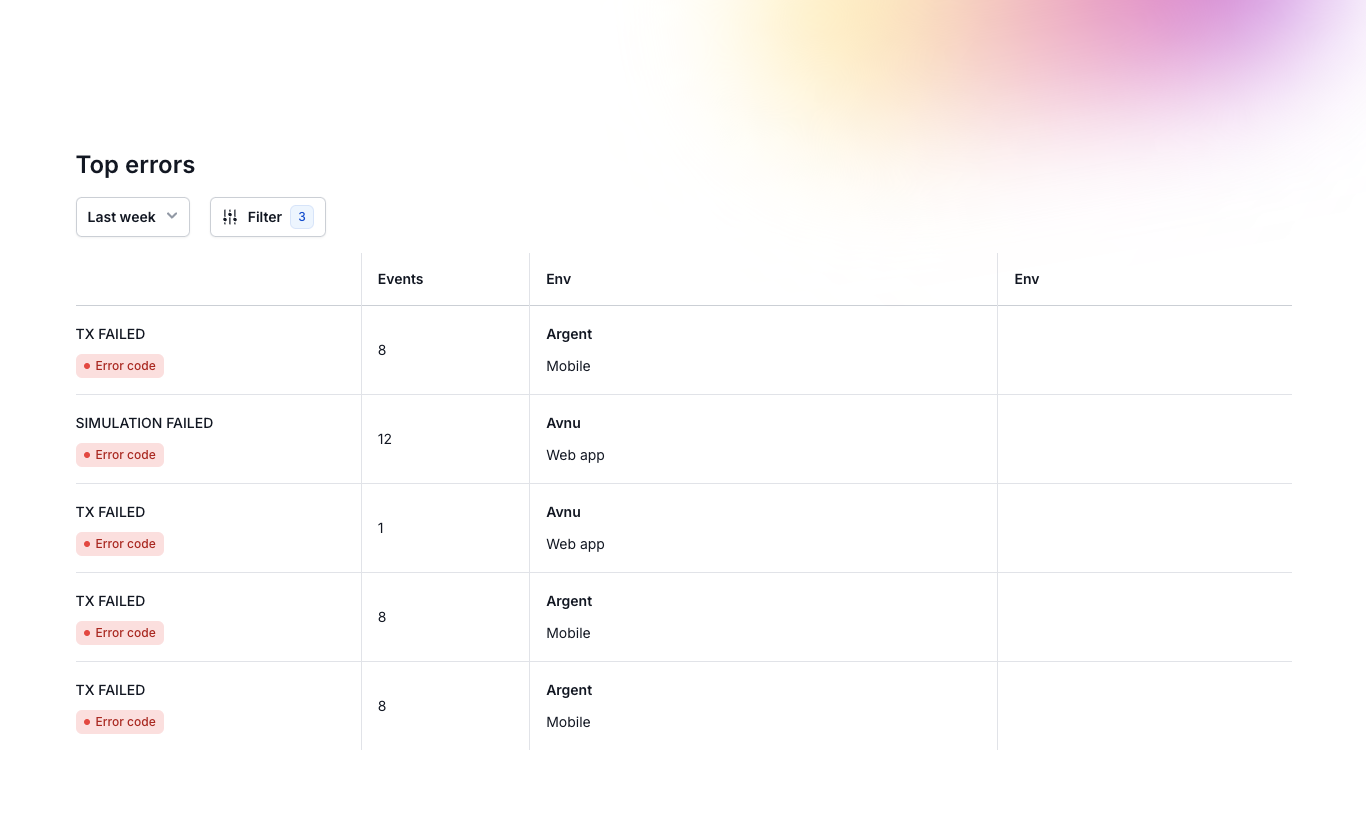 Top errors
Last week
Filter 3
Events Env Env
TX FAILED
Error code
8
Argent
Mobile
SIMULATION FAILED
Error code
12
Avnu
Web app
TX FAILED
Error code
1
Avnu
Web app
TX FAILED
Error code
8
Argent
Mobile
TX FAILED
Error code
8
Argent
Mobile